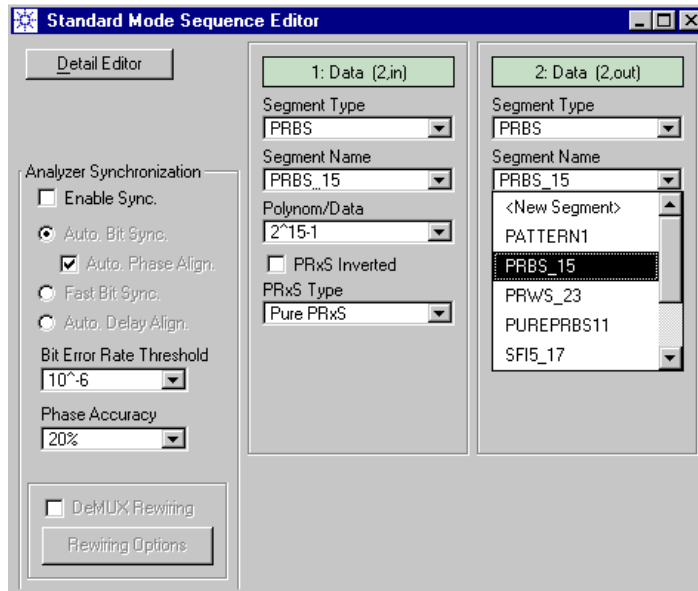 Standard Mode Sequence Editor
Detail Editor
Analyzer Synchronization
Enable Sync.
Auto. Bit Sync.
Auto. Phase Align.
Fast Bit Sync.
Auto. Delay Align.
Bit Error Rate Threshold
10^-6
Phase Accuracy
20%
DeMUX Rewiring
Rewiring Options
1: Data (2,in)
Segment Type
PRBS
Segment Name
PRBS_15
Polynom/Data
2^15-1
PRxS Inverted
PRxS Type
Pure PRxS
2: Data (2,out)
Segment Type
PRBS
Segment Name
PRBS_15
<New Segment>
PATTERN1
PRBS_15
PRWS_23
PUREPRBS11
SFI5_17